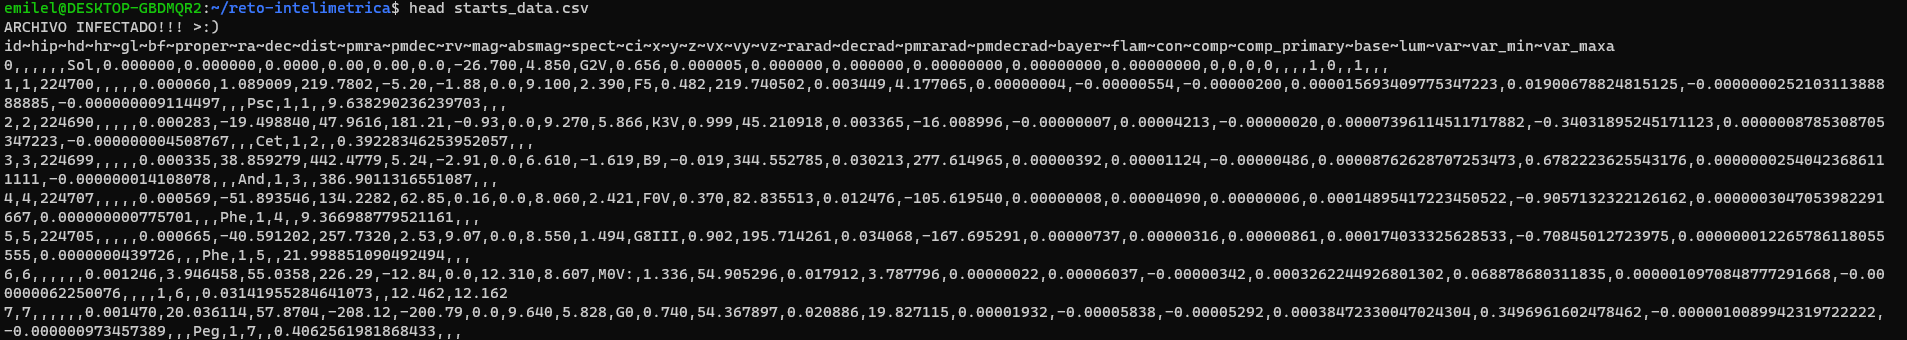 emilel@DESKTOP-GBDMQR2:~/reto-intelimetrica$ head starts_data.csv
ARCHIVO INFECTADO!!! >:)
id~hip~hd~hr~gl~bf~proper~ra~dec~dist~pmra~pmdec~rv~mag~absmag~spect~ci~x~y~z~vx~vy~vz~rarad~decrad~pmrarad~pmdecrad~bayer~flam~con~comp~comp_primary~base~lum~var~var_min~var_maxa
0,,,,,,Sol,0.000000,0.000000,0.0000,0.00,0.00,0.0,-26.700,4.850,G2V,0.656,0.000005,0.000000,0.000000,0.00000000,0.00000000,0.00000000,0,0,0,0,,,,1,0,,1,,,
1,1,224700,,,,,0.000060,1.089009,219.7802,-5.20,-1.88,0.0,9.100,2.390,F5,0.482,219.740502,0.003449,4.177065,0.00000004,-0.00000554,-0.00000200,0.000015693409775347223,0.01900678824815125,-0.0000000252103113888
88885,-0.000000009114497,,,Psc,1,1,,9.638290236239703,,,
2,2,224690,,,,,0.000283,-19.498840,47.9616,181.21,-0.93,0.0,9.270,5.866,K3V,0.999,45.210918,0.003365,-16.008996,-0.00000007,0.00004213,-0.00000020,0.00007396114511717882,-0.34031895245171123,0.0000008785308705
347223,-0.000000004508767,,,Cet,1,2,,0.39228346253952057,,,
3,3,224699,,,,,0.000335,38.859279,442.4779,5.24,-2.91,0.0,6.610,-1.619,B9,-0.019,344.552785,0.030213,277.614965,0.00000392,0.00001124,-0.00000486,0.00008762628707253473,0.6782223625543176,0.0000000254042368611
1111,-0.000000014108078,,,And,1,3,,386.9011316551087,,,
4,4,224707,,,,,0.000569,-51.893546,134.2282,62.85,0.16,0.0,8.060,2.421,F0V,0.370,82.835513,0.012476,-105.619540,0.00000008,0.00004090,0.00000006,0.0001489541722345​0522,-0.9057132322126162,0.0000003047053982291
667,0.000000000775701,,,Phe,1,4,,9.366988779521161,,,
5,5,224705,,,,,0.000665,-40.591202,257.7320,2.53,9.07,0.0,8.550,1.494,G8III,0.902,195.714261,0.034068,-167.695291,0.00000737,0.00000316,0.00000861,0.000174033325628533,-0.70845012723975,0.000000012265786118055
555,0.0000000439726,,,Phe,1,5,,21.998851090492494,,,
6,6,,,,,,0.001246,3.946458,55.0358,226.29,-12.84,0.0,12.310,8.607,M0V:,1.336,54.905296,0.017912,3.787796,0.00000022,0.00006037,-0.00000342,0.0003262244926801302,0.068878680311835,0.0000010970848777291668,-0.00
0000062250076,,,,1,6,,0.03141955284641073,,12.462,12.162
7,7,,,,,,0.001470,20.036114,57.8704,-208.12,-200.79,0.0,9.640,5.828,G0,0.740,54.367897,0.020886,19.827115,0.00001932,-0.00005838,-0.00005292,0.00038472330047024304,0.3496961602478462,-0.0000010089942319722222,
-0.000000973457389,,,Peg,1,7,,0.4062561981868433,,,